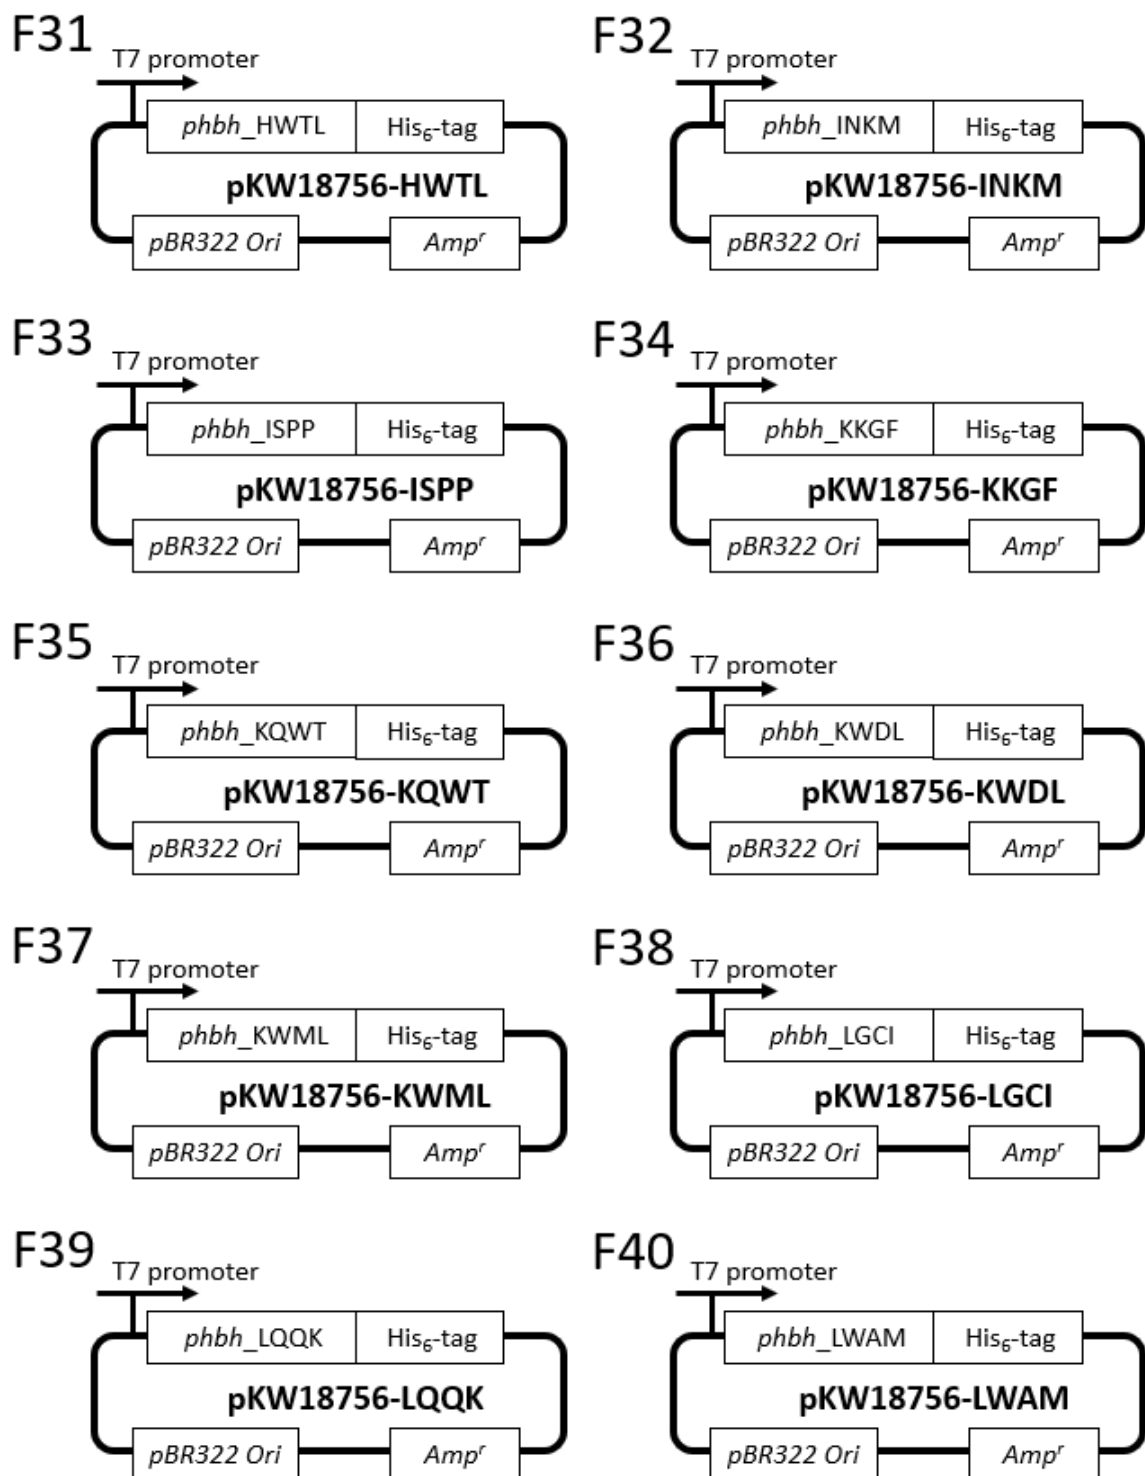 F31
T7 promoter
phbh_HWTL His₆-tag
pKW18756-HWTL
pBR322 Ori Ampʳ
F32
T7 promoter
phbh_INKM His₆-tag
pKW18756-INKM
pBR322 Ori Ampʳ
F33
T7 promoter
phbh_ISPP His₆-tag
pKW18756-ISPP
pBR322 Ori Ampʳ
F34
T7 promoter
phbh_KKGF His₆-tag
pKW18756-KKGF
pBR322 Ori Ampʳ
F35
T7 promoter
phbh_KQWT His₆-tag
pKW18756-KQWT
pBR322 Ori Ampʳ
F36
T7 promoter
phbh_KWDL His₆-tag
pKW18756-KWDL
pBR322 Ori Ampʳ
F37
T7 promoter
phbh_KWML His₆-tag
pKW18756-KWML
pBR322 Ori Ampʳ
F38
T7 promoter
phbh_LGCI His₆-tag
pKW18756-LGCI
pBR322 Ori Ampʳ
F39
T7 promoter
phbh_LQQK His₆-tag
pKW18756-LQQK
pBR322 Ori Ampʳ
F40
T7 promoter
phbh_LWAM His₆-tag
pKW18756-LWAM
pBR322 Ori Ampʳ